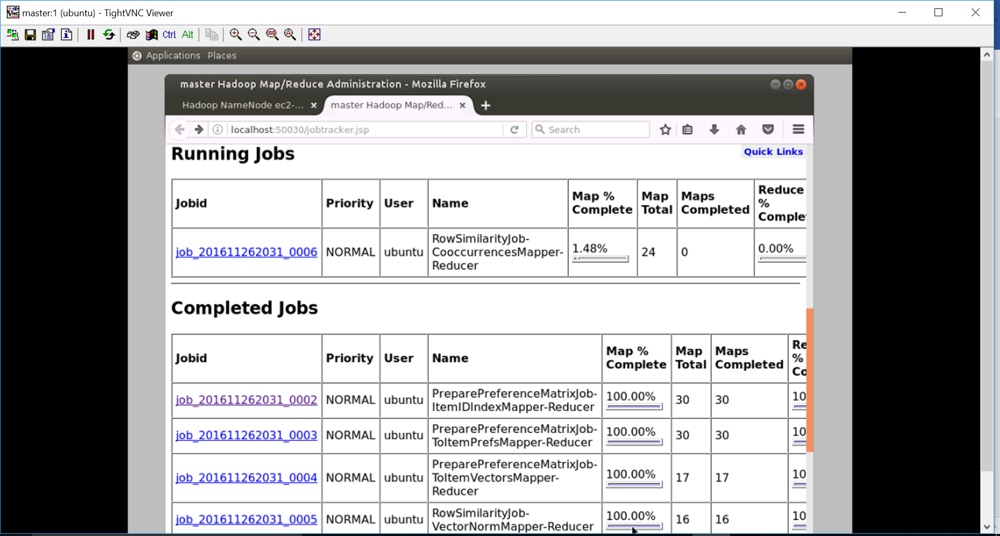 master:1 (ubuntu) - TightVNC Viewer
Ctrl Alt
Applications Places
master Hadoop Map/Reduce Administration - Mozilla Firefox
Hadoop NameNode ec2-... × master Hadoop Map/Red... × +
localhost:50030/jobtracker.jsp Search
Running Jobs Quick Links
Jobid Priority User Name Map % Complete Map Total Maps Completed Reduce % Comple
job_201611262031_0006 NORMAL ubuntu RowSimilarityJob-CooccurrencesMapper-Reducer 1.48% 24 0 0.00%
Completed Jobs
Jobid Priority User Name Map % Complete Map Total Maps Completed Re % Co
job_201611262031_0002 NORMAL ubuntu PreparePreferenceMatrixJob-ItemIDIndexMapper-Reducer 100.00% 30 30 10
job_201611262031_0003 NORMAL ubuntu PreparePreferenceMatrixJob-ToItemPrefsMapper-Reducer 100.00% 30 30 10
job_201611262031_0004 NORMAL ubuntu PreparePreferenceMatrixJob-ToItemVectorsMapper-Reducer 100.00% 17 17 10
job_201611262031_0005 NORMAL ubuntu RowSimilarityJob-VectorNormMapper-Reducer 100.00% 16 16 10